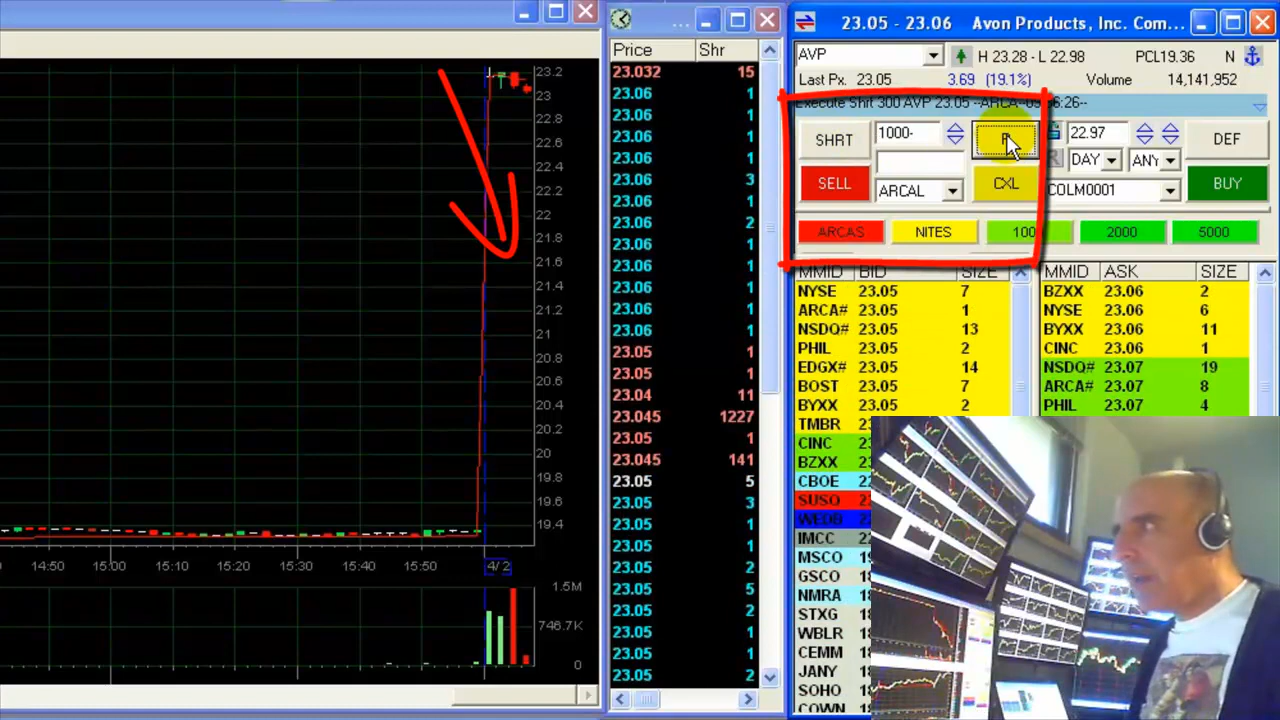 23.2
23
22.8
22.6
22.4
22.2
22
21.8
21.6
21.4
21.2
21
20.8
20.6
20.4
20.2
20
19.8
19.6
19.4
14:50 15:00 15:10 15:20 15:30 15:40 15:50 4/ 2
1.5M
746.7K
0
...
Price Shr
23.032 15
23.06 1
23.06 1
23.06 1
23.06 1
23.06 3
23.06 1
23.06 2
23.06 1
23.06 1
23.06 1
23.06 1
23.06 1
23.05 1
23.05 1
23.04 11
23.045 1227
23.05 1
23.045 141
23.05 5
23.05 3
23.05 1
23.06 1
23.06 2
23.06 5
23.06 2
23.06 1
23.06 1
23.06 2
23.05 - 23.06 Avon Products, Inc. Com...
AVP H 23.28 - L 22.98 PCL19.36 N
Last Px. 23.05 3.69 (19.1%) Volume 14,141,952
Execute Shrt 300 AVP 23.05 --ARCA--
SHRT 1000- 22.97 DEF
DAY ANY
SELL ARCAL CXL COLM0001 BUY
ARCAS NITES 100 2000 5000
MMID BID SIZE MMID ASK SIZE
NYSE 23.05 7 BZXX 23.06 2
ARCA# 23.05 1 NYSE 23.06 6
NSDQ# 23.05 13 BYXX 23.06 11
PHIL 23.05 2 CINC 23.06 1
EDGX# 23.05 14 NSDQ# 23.07 19
BOST 23.05 7 ARCA# 23.07 8
BYXX 23.05 2 PHIL 23.07 4
TMBR
CINC
BZXX
CBOE
SUSQ
WEDB
IMCC
MSCO
GSCO
NMRA
STXG
WBLR
CEMM
JANY
SOHO
COWN